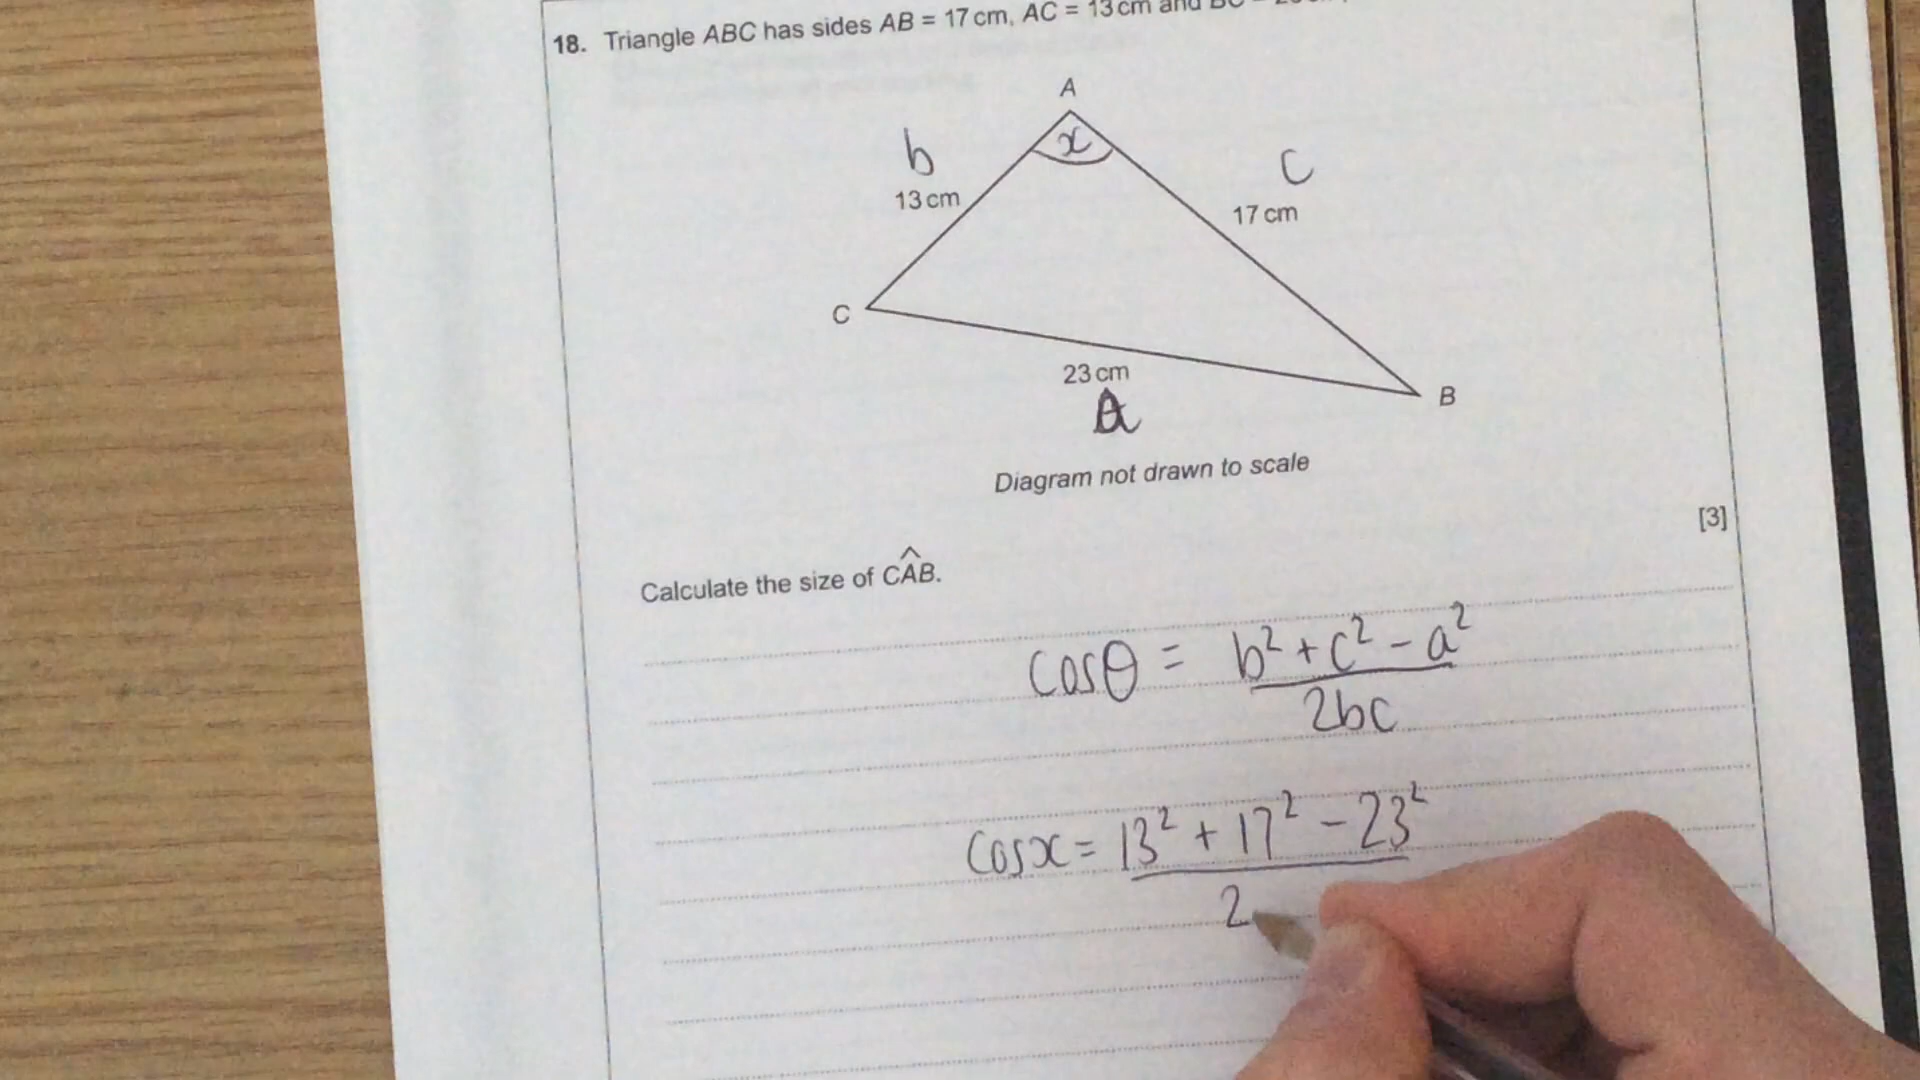 18. Triangle ABC has sides AB = 17 cm, AC = 13 cm and BC
A
x
b
c
13 cm
17 cm
C
23 cm
B
a
Diagram not drawn to scale
[3]
Calculate the size of CÂB.
cosθ = b² + c² - a²
2bc
cosx = 13² + 17² - 23²
2